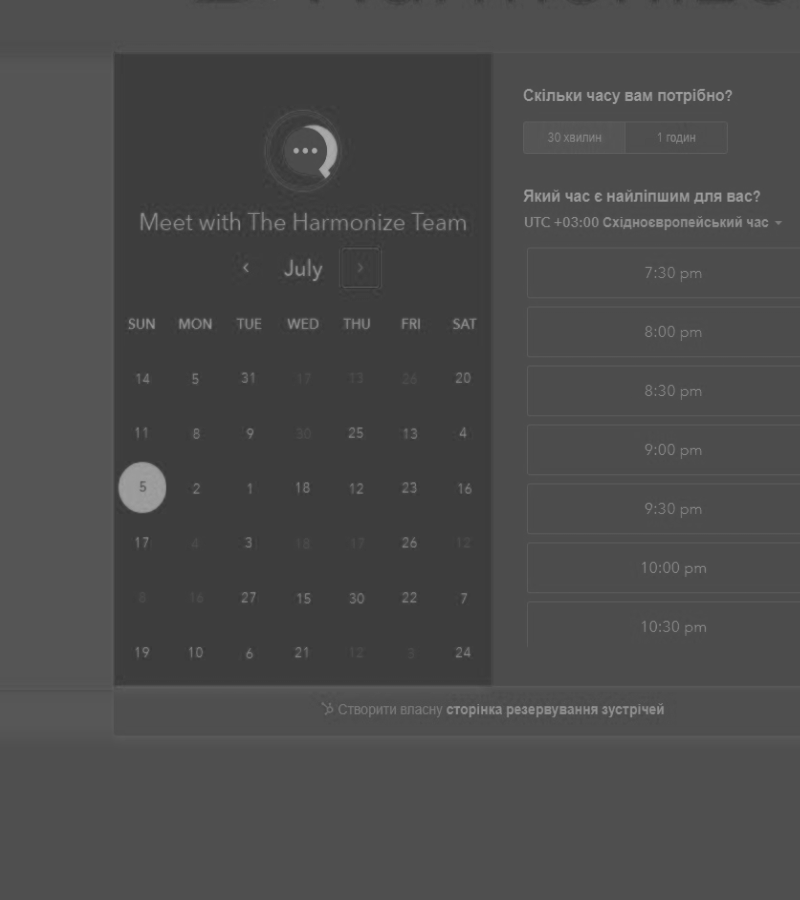 Meet with The Harmonize Team
July
SUN MON TUE WED THU FRI SAT
14 5 31 17 13 26 20
11 8 9 30 25 13 4
5 2 1 18 12 23 16
17 4 3 18 17 26 12
8 16 27 15 30 22 7
19 10 6 21 12 3 24
Скільки часу вам потрібно?
30 хвилин 1 годин
Який час є найліпшим для вас?
UTC +03:00 Східноєвропейський час
7:30 pm
8:00 pm
8:30 pm
9:00 pm
9:30 pm
10:00 pm
10:30 pm
Створити власну сторінка резервування зустрічей